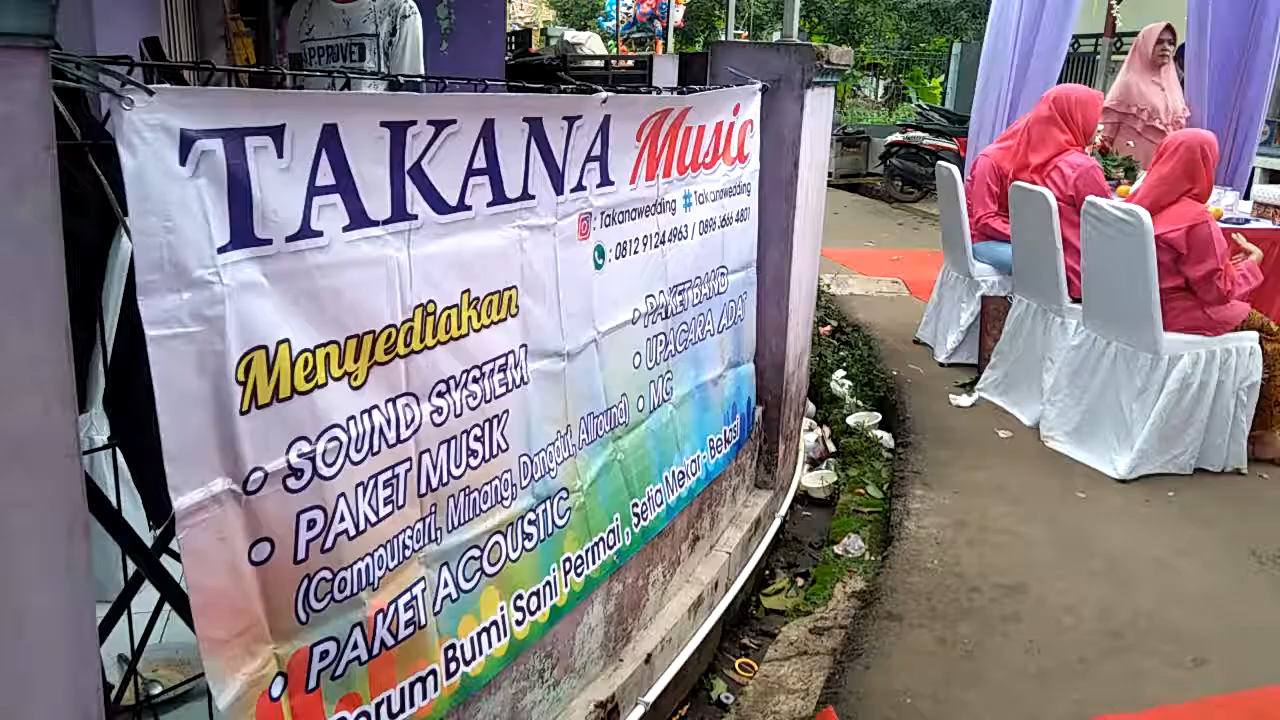 APPROVED
TAKANA Music
: Takanawedding #Takanawedding
: 0812 9124 4963 / 0896 3666 4801
Menyediakan
• SOUND SYSTEM
• PAKET MUSIK
(Campursari, Minang, Dangdut, Allround)
• PAKET ACOUSTIC
• PAKET BAND
• UPACARA ADAT
• MC
Perum Bumi Sani Permai , Setia Mekar - Bekasi